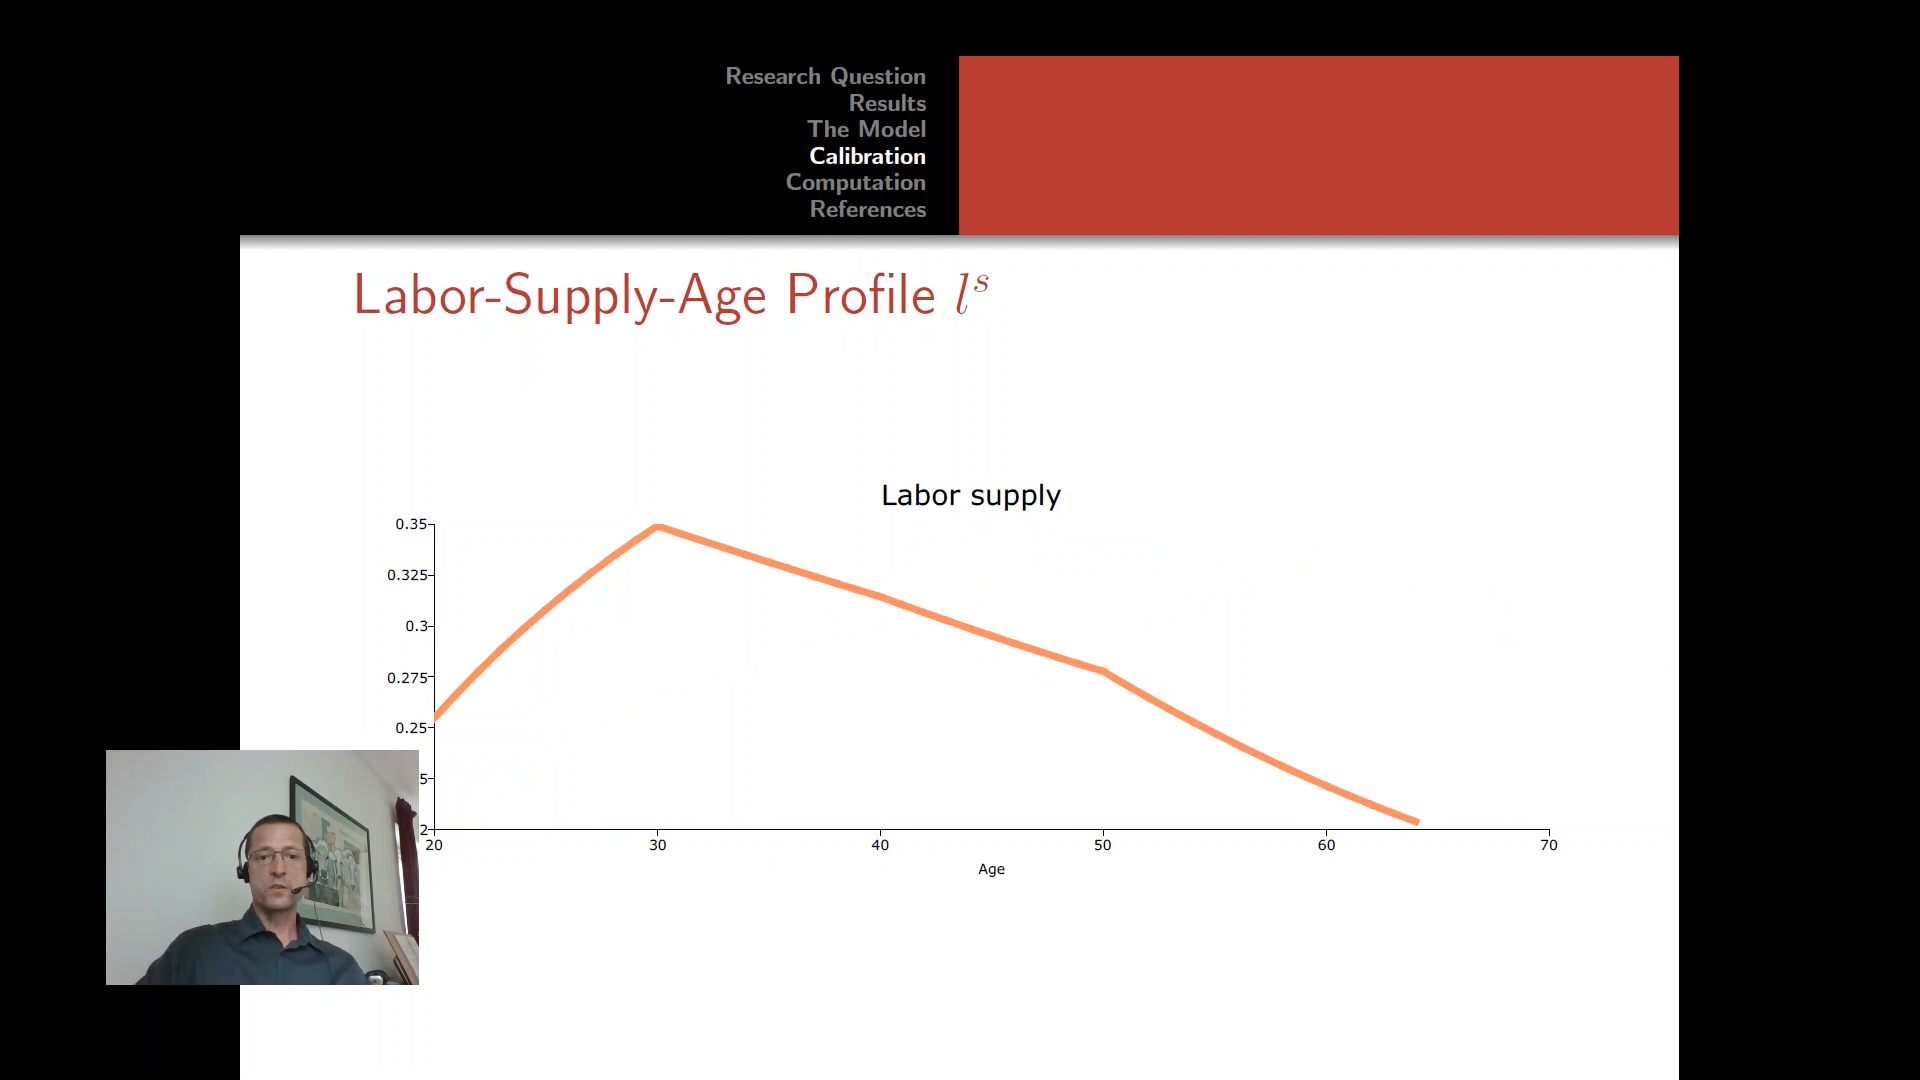 Research Question
Results
The Model
Calibration
Computation
References
Labor-Supply-Age Profile l^s
Labor supply
0.35
0.325
0.3
0.275
0.25
5
2
20 30 40 50 60 70
Age